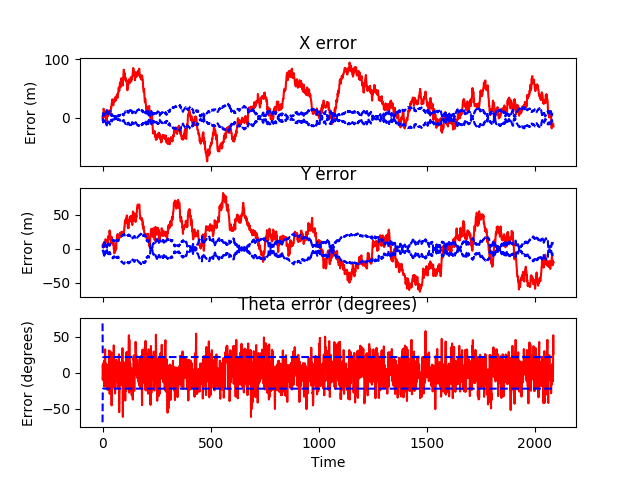 X error
100
0
Error (m)
Y error
50
0
−50
Error (m)
Theta error (degrees)
50
0
−50
Error (degrees)
0 500 1000 1500 2000
Time